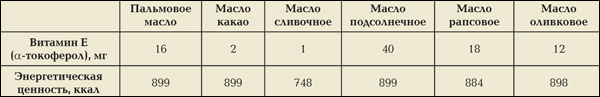 Пальмовое масло Масло какао Масло сливочное Масло подсолнечное Масло рапсовое Масло оливковое
Витамин Е (α-токоферол), мг 16 2 1 40 18 12
Энергетическая ценность, ккал 899 899 748 899 884 898